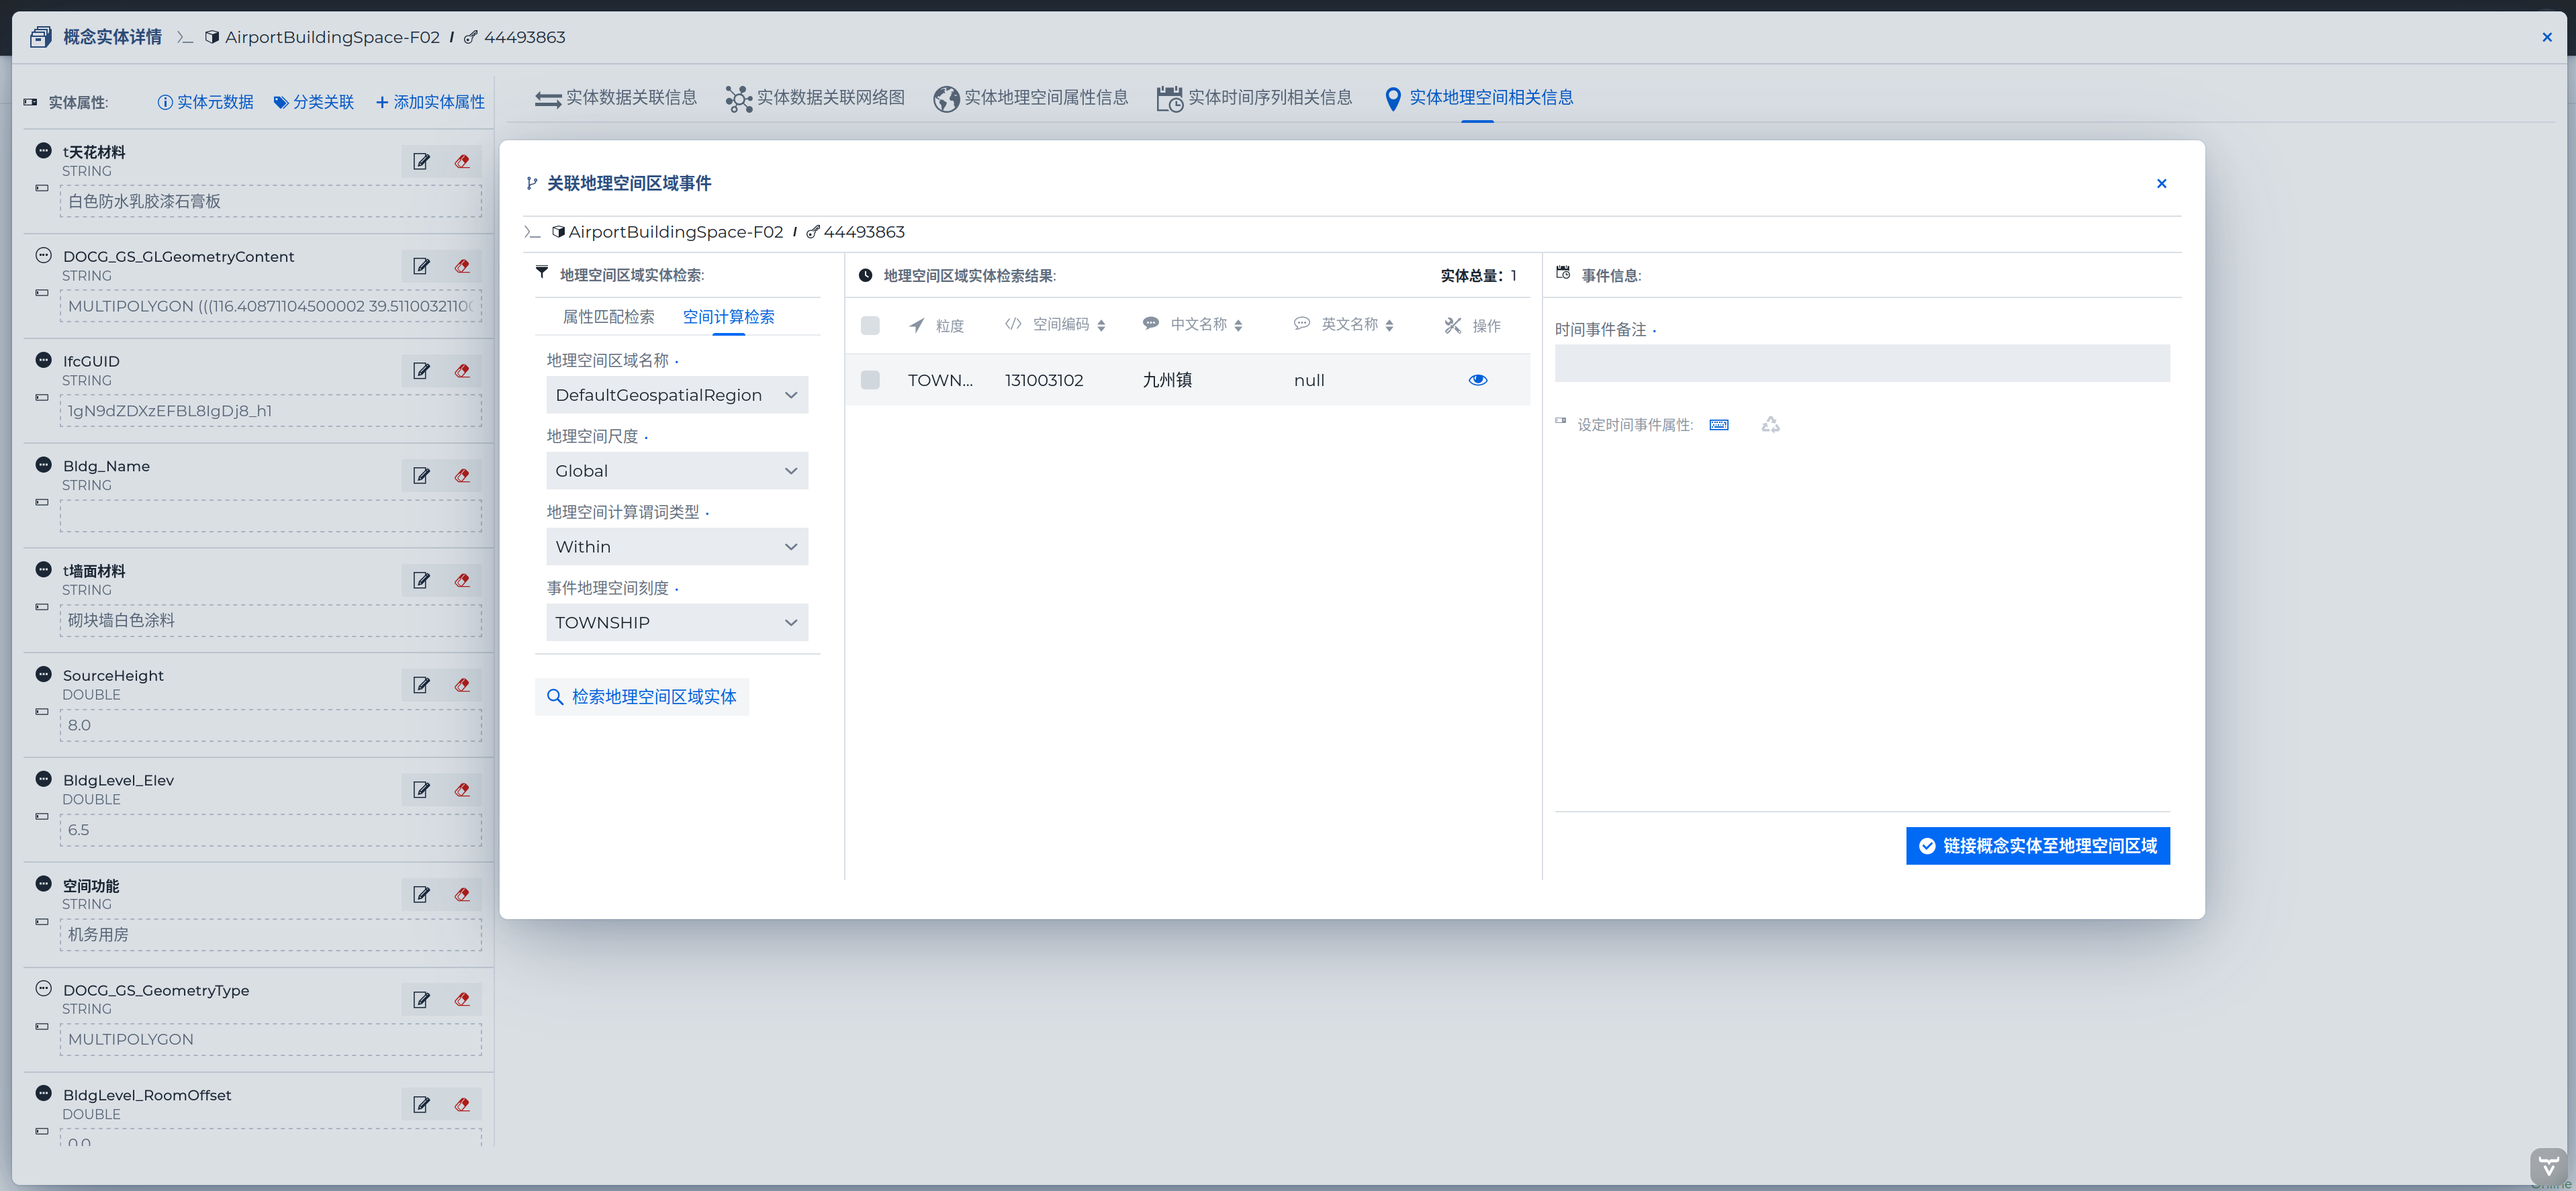 概念实体详情 AirportBuildingSpace-F02 / 44493863
实体属性: 实体元数据 分类关联 + 添加实体属性
实体数据关联信息 实体数据关联网络图 实体地理空间属性信息 实体时间序列相关信息 实体地理空间相关信息
t天花材料
STRING
白色防水乳胶漆石膏板
DOCG_GS_GLGeometryContent
STRING
MULTIPOLYGON (((116.40871104500002 39.51100321100
IfcGUID
STRING
1gN9dZDXzEFBL8IgDj8_h1
Bldg_Name
STRING
t墙面材料
STRING
砌块墙白色涂料
SourceHeight
DOUBLE
8.0
BldgLevel_Elev
DOUBLE
6.5
空间功能
STRING
机务用房
DOCG_GS_GeometryType
STRING
MULTIPOLYGON
BldgLevel_RoomOffset
DOUBLE
0.0
关联地理空间区域事件
AirportBuildingSpace-F02 / 44493863
地理空间区域实体检索:
属性匹配检索 空间计算检索
地理空间区域名称
DefaultGeospatialRegion
地理空间尺度
Global
地理空间计算谓词类型
Within
事件地理空间刻度
TOWNSHIP
检索地理空间区域实体
地理空间区域实体检索结果: 实体总量：1
粒度 空间编码 中文名称 英文名称 操作
TOWN... 131003102 九州镇 null
事件信息:
时间事件备注
设定时间事件属性:
链接概念实体至地理空间区域